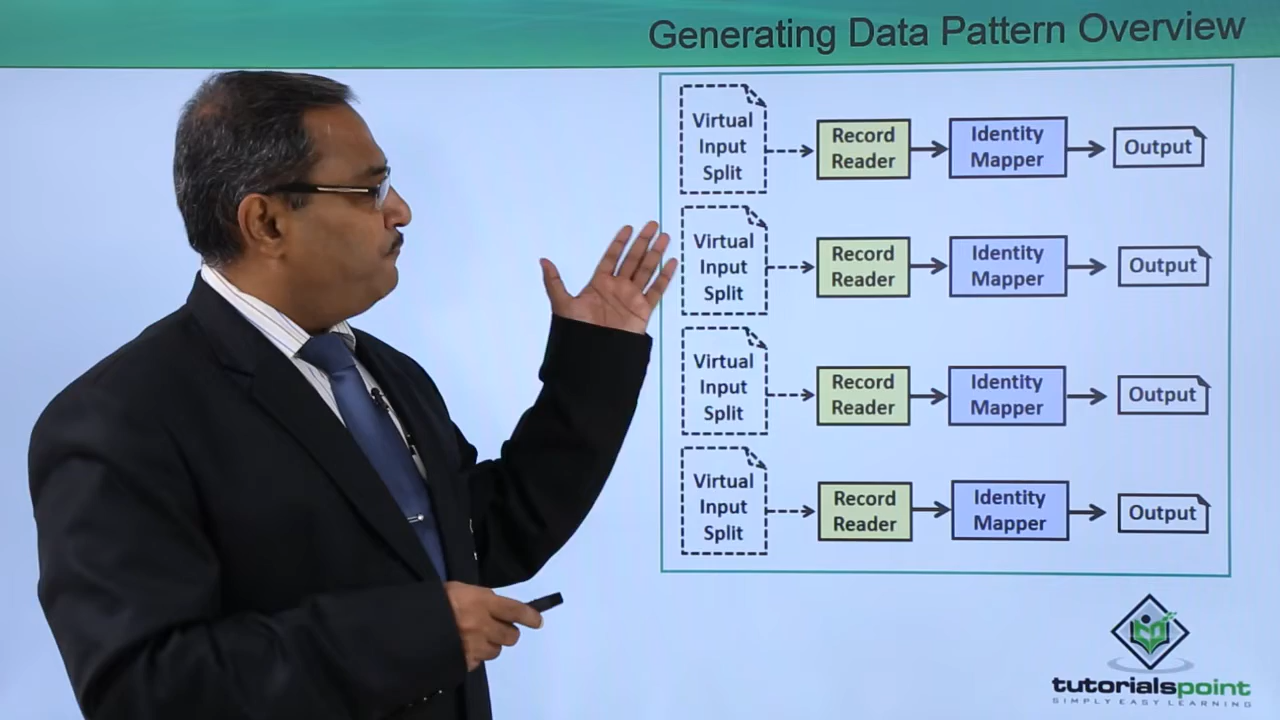 Generating Data Pattern Overview
Virtual
Input
Split
Record
Reader
Identity
Mapper
Output
Virtual
Input
Split
Record
Reader
Identity
Mapper
Output
Virtual
Input
Split
Record
Reader
Identity
Mapper
Output
Virtual
Input
Split
Record
Reader
Identity
Mapper
Output
tutorialspoint
SIMPLY EASY LEARNING